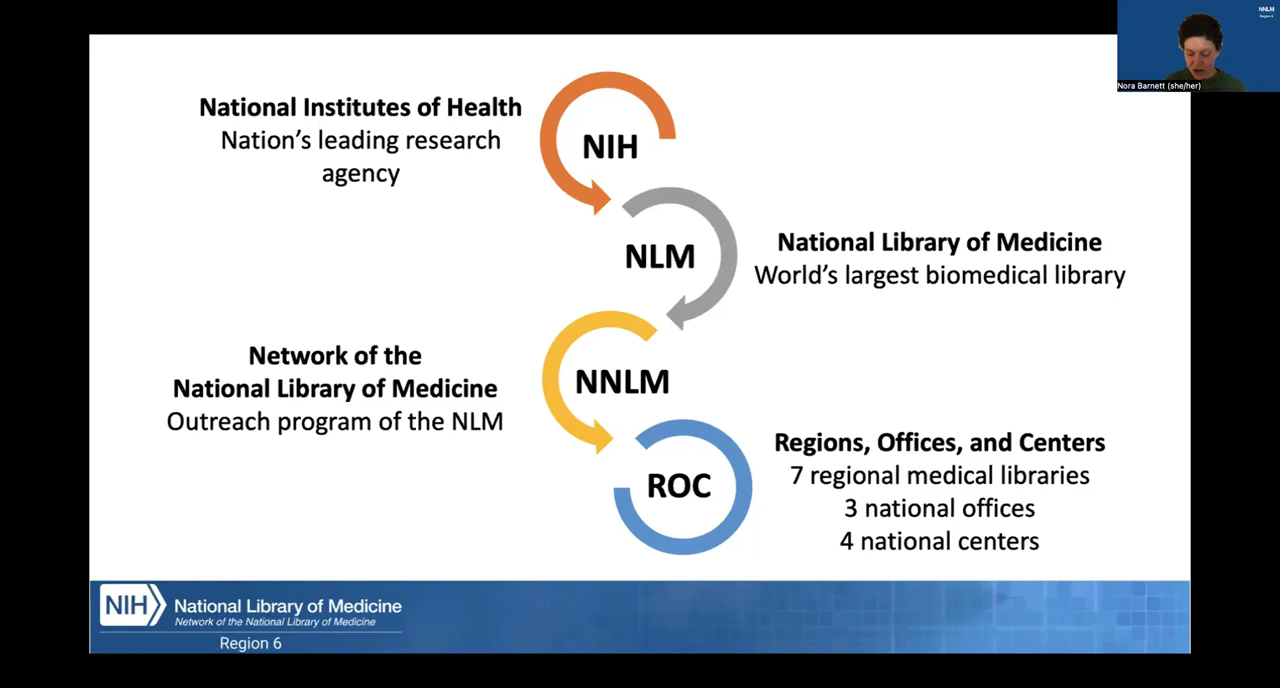 NNLM
Region 6
Nora Barnett (she/her)
National Institutes of Health
Nation’s leading research
agency
NIH
NLM
National Library of Medicine
World’s largest biomedical library
Network of the
National Library of Medicine
Outreach program of the NLM
NNLM
ROC
Regions, Offices, and Centers
7 regional medical libraries
3 national offices
4 national centers
NIH
National Library of Medicine
Network of the National Library of Medicine
Region 6